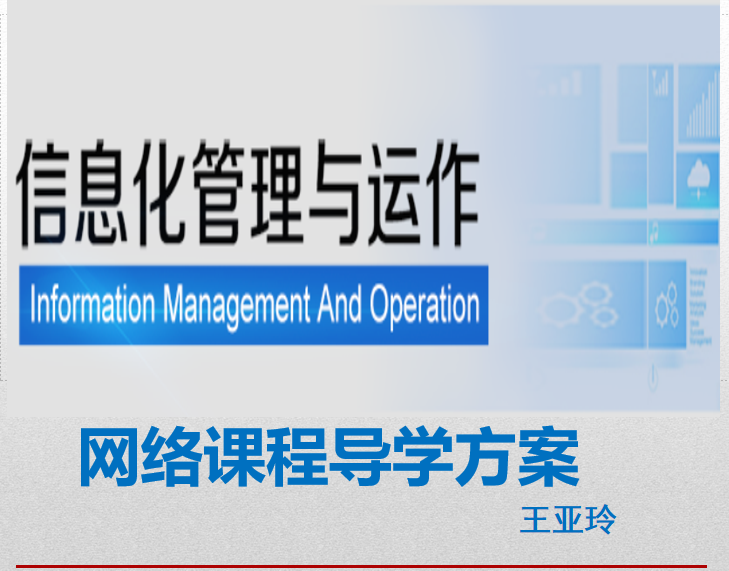 信息化管理与运作
Information Management And Operation
网络课程导学方案
王亚玲